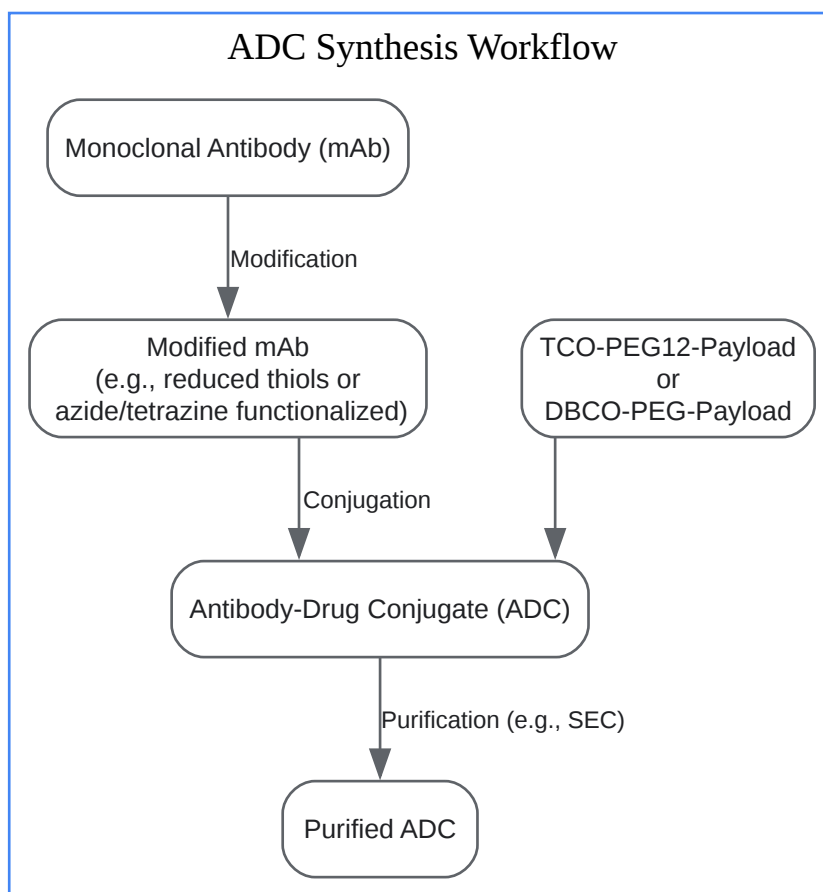 ADC Synthesis Workflow
Monoclonal Antibody (mAb)
Modification
Modified mAb
(e.g., reduced thiols or
azide/tetrazine functionalized)
TCO-PEG12-Payload
or
DBCO-PEG-Payload
Conjugation
Antibody-Drug Conjugate (ADC)
Purification (e.g., SEC)
Purified ADC